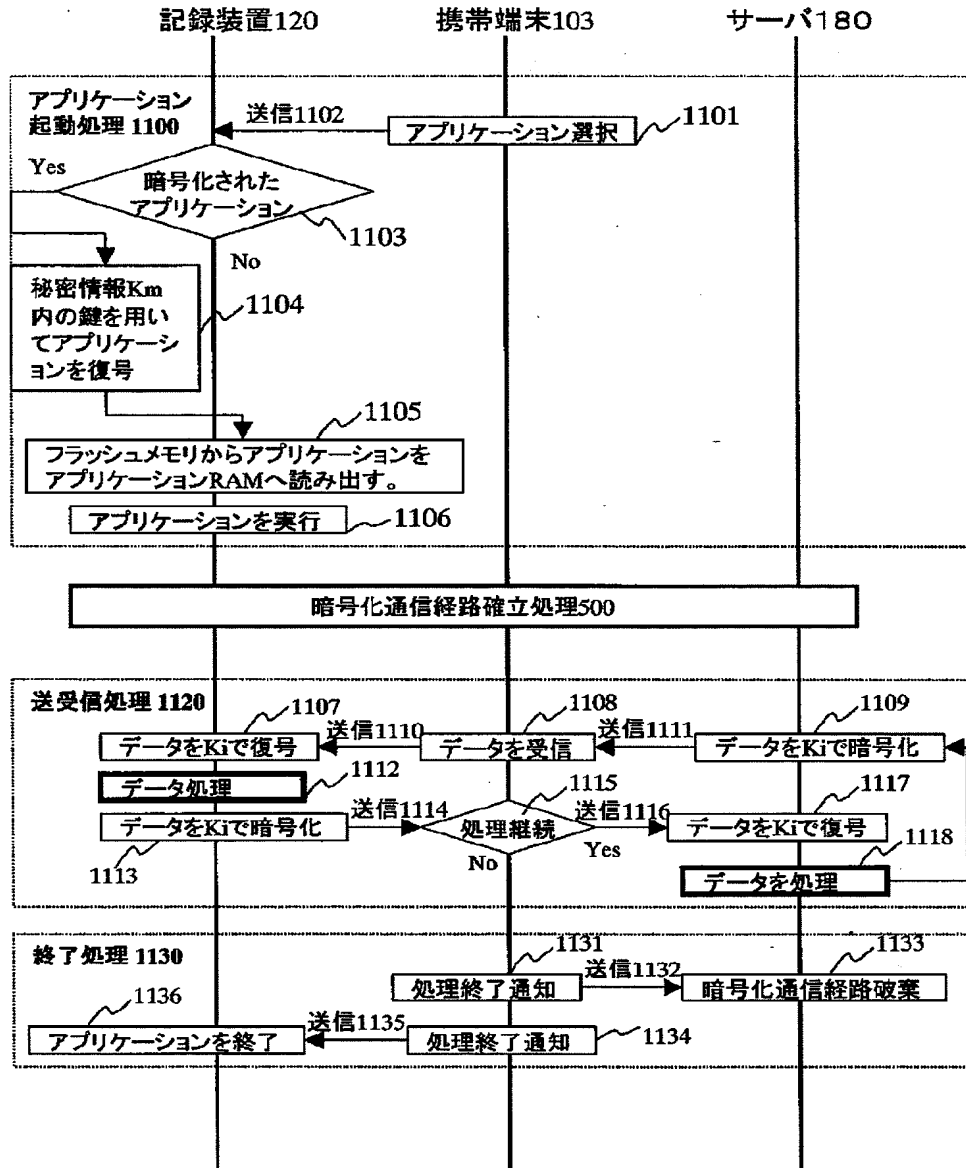 記録装置120
携帯端末103
サーバ180
アプリケーション
起動処理 1100
送信1102
アプリケーション選択
1101
Yes
暗号化された
アプリケーション
1103
No
秘密情報Km
内の鍵を用い
てアプリケーシ
ョンを復号
1104
1105
フラッシュメモリからアプリケーションを
アプリケーションRAMへ読み出す。
アプリケーションを実行
1106
暗号化通信経路確立処理500
送受信処理 1120
1107
データをKiで復号
送信1110
1108
データを受信
送信1111
1109
データをKiで暗号化
1112
データ処理
データをKiで暗号化
1113
送信1114
1115
処理継続
No
Yes
送信1116
1117
データをKiで復号
1118
データを処理
終了処理 1130
1131
処理終了通知
送信1132
1133
暗号化通信経路破棄
1136
アプリケーションを終了
送信1135
処理終了通知
1134